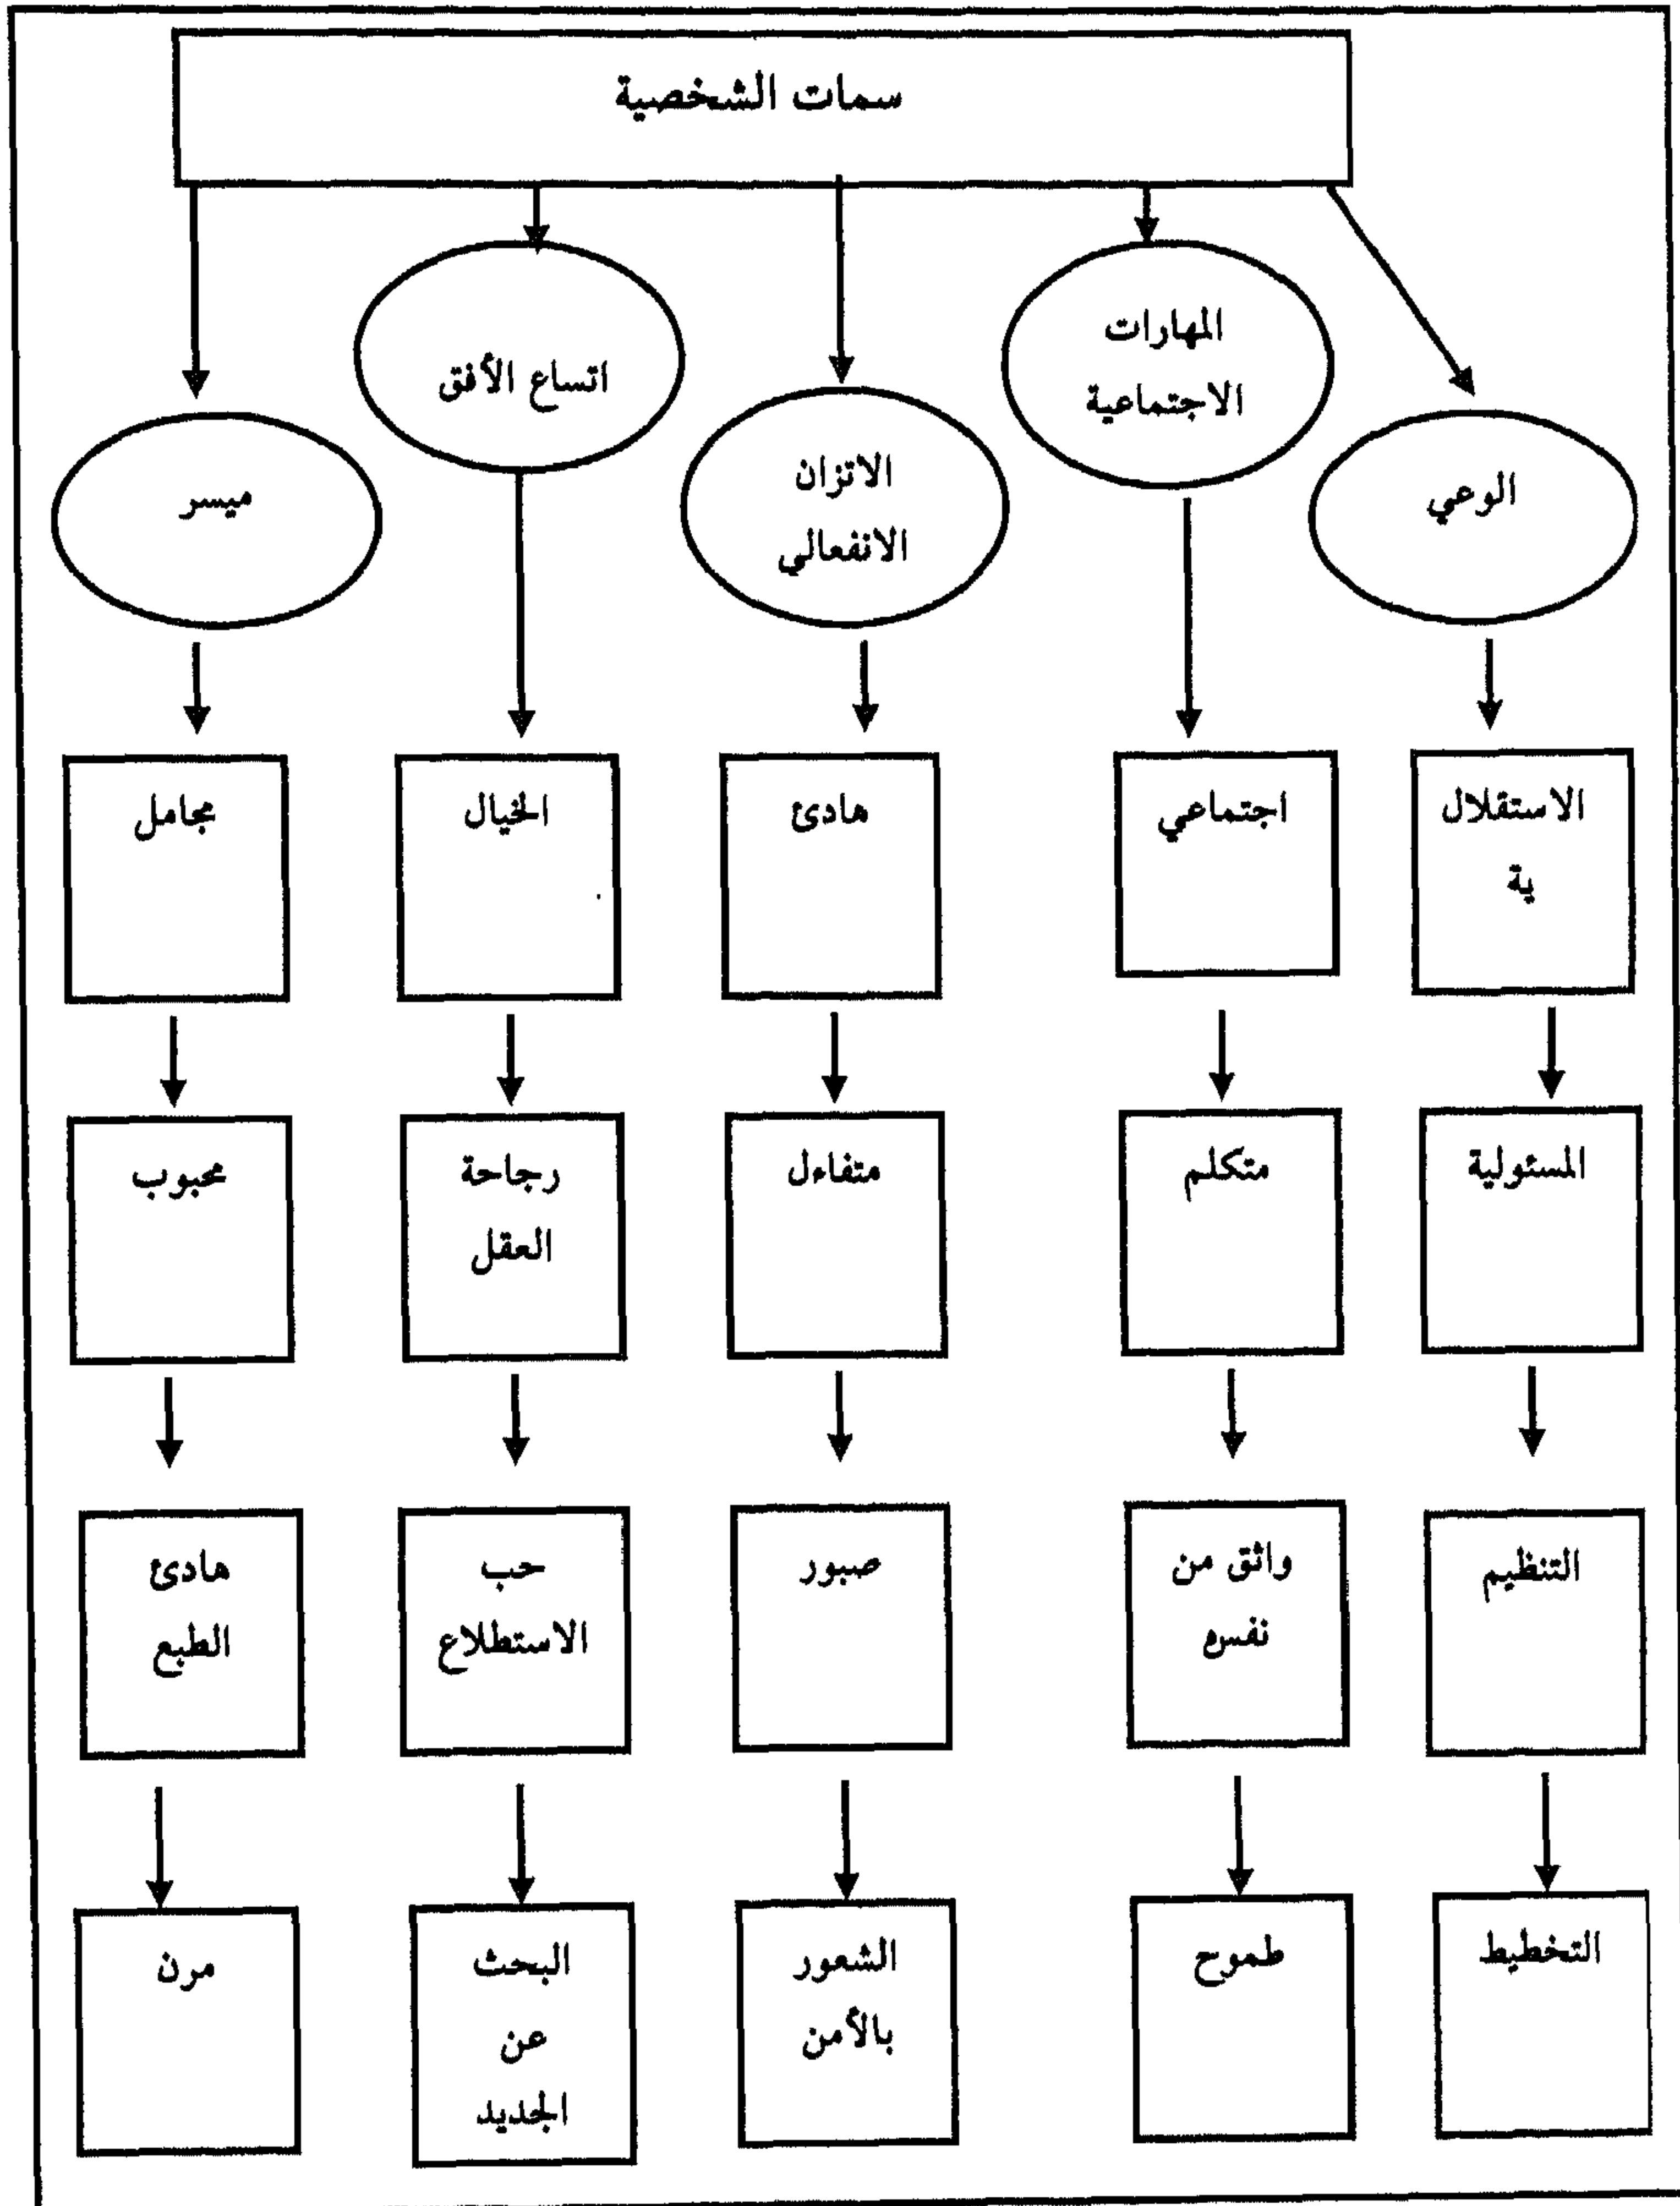 سمات الشخصية
المهارات
الاجتماعية
اتساع الأفق
الوعي
الاتزان
الانفعالي
ميسر
الاستقلال
ية
اجتماعي
هادئ
الخيال
مجامل
المسئولية
متكلم
متفاءل
رجاحة
العقل
محبوب
التنظيم
واثق من
نفسه
صبور
حب
الاستطلاع
هادئ
الطبع
التخطيط
طموح
الشعور
بالأمن
البحث
عن
الجديد
مرن